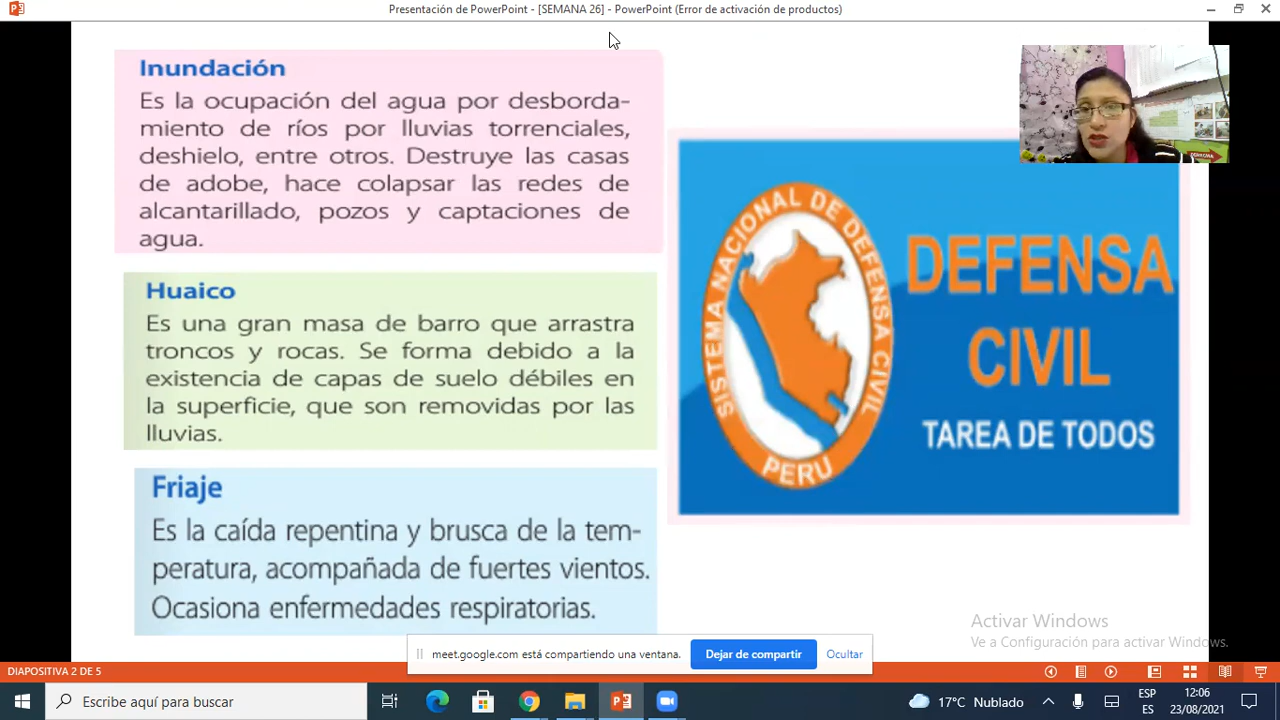 Presentación de PowerPoint - [SEMANA 26] - PowerPoint (Error de activación de productos)
Inundación
Es la ocupación del agua por desborda-
miento de ríos por lluvias torrenciales,
deshielo, entre otros. Destruye las casas
de adobe, hace colapsar las redes de
alcantarillado, pozos y captaciones de
agua.
Huaico
Es una gran masa de barro que arrastra
troncos y rocas. Se forma debido a la
existencia de capas de suelo débiles en
la superficie, que son removidas por las
lluvias.
Friaje
Es la caída repentina y brusca de la tem-
peratura, acompañada de fuertes vientos.
Ocasiona enfermedades respiratorias.
SISTEMA NACIONAL DE DEFENSA CIVIL
PERU
DEFENSA
CIVIL
TAREA DE TODOS
Activar Windows
Ve a Configuración para activar Windows.
meet.google.com está compartiendo una ventana.
Dejar de compartir
Ocultar
DIAPOSITIVA 2 DE 5
Escribe aquí para buscar
17°C Nublado
ESP
ES
12:06
23/08/2021